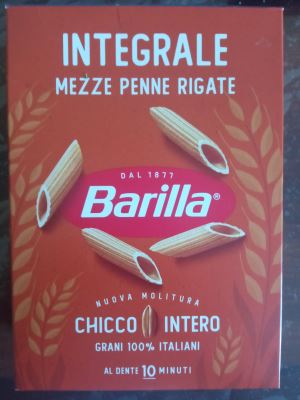 INTEGRALE
MEZZE PENNE RIGATE
DAL 1877
Barilla®
NUOVA MOLITURA
CHICCO INTERO
GRANI 100% ITALIANI
AL DENTE 10 MINUTI